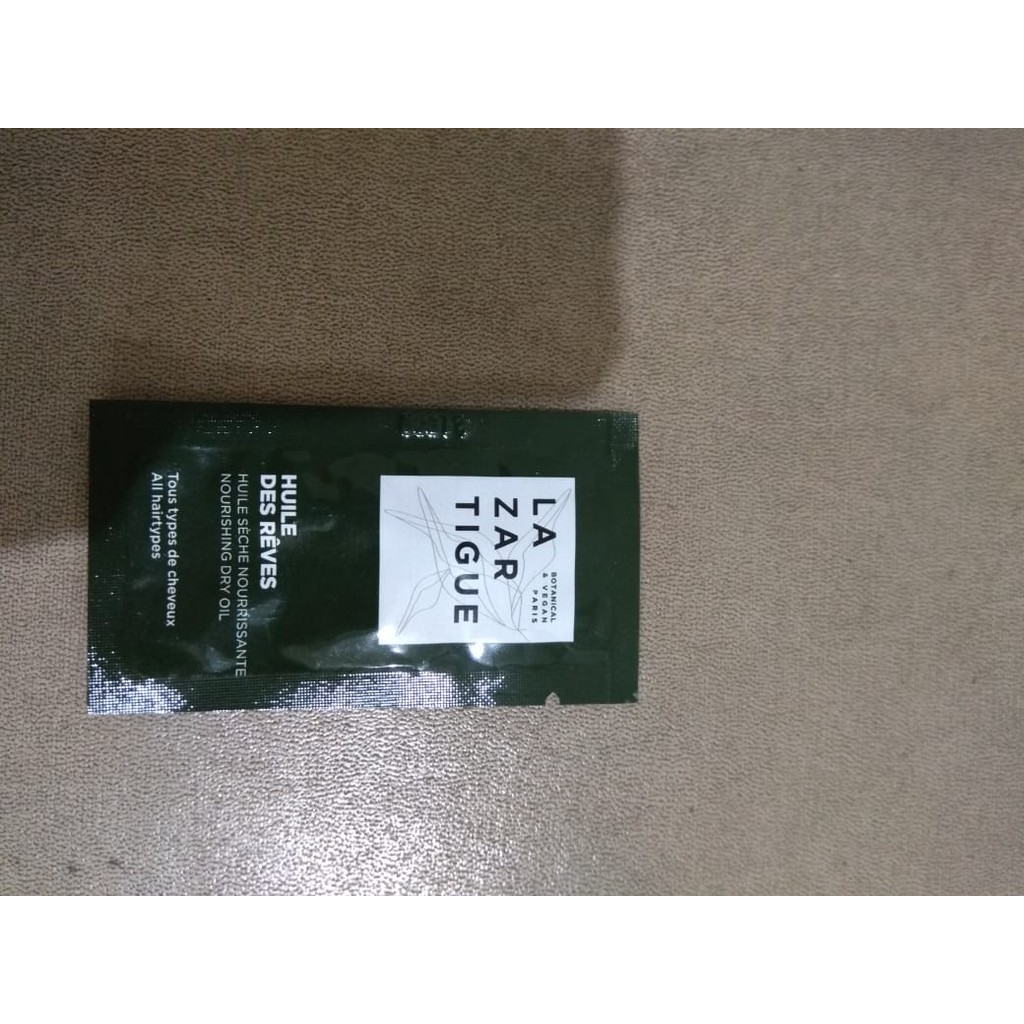 LA
ZAR
TIGUE
BOTANICAL
& VEGAN
PARIS
HUILE
DES RÊVES
HUILE SÈCHE NOURRISSANTE
NOURISHING DRY OIL
Tous types de cheveux
All hairtypes